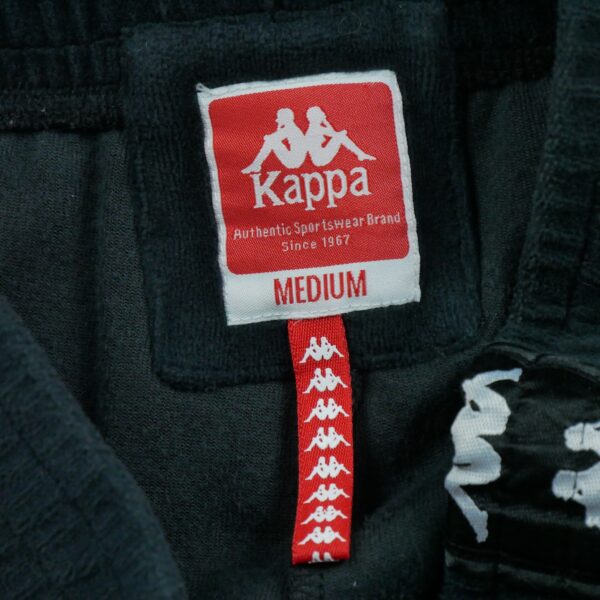 Kappa
Authentic Sportswear Brand
Since 1967
MEDIUM